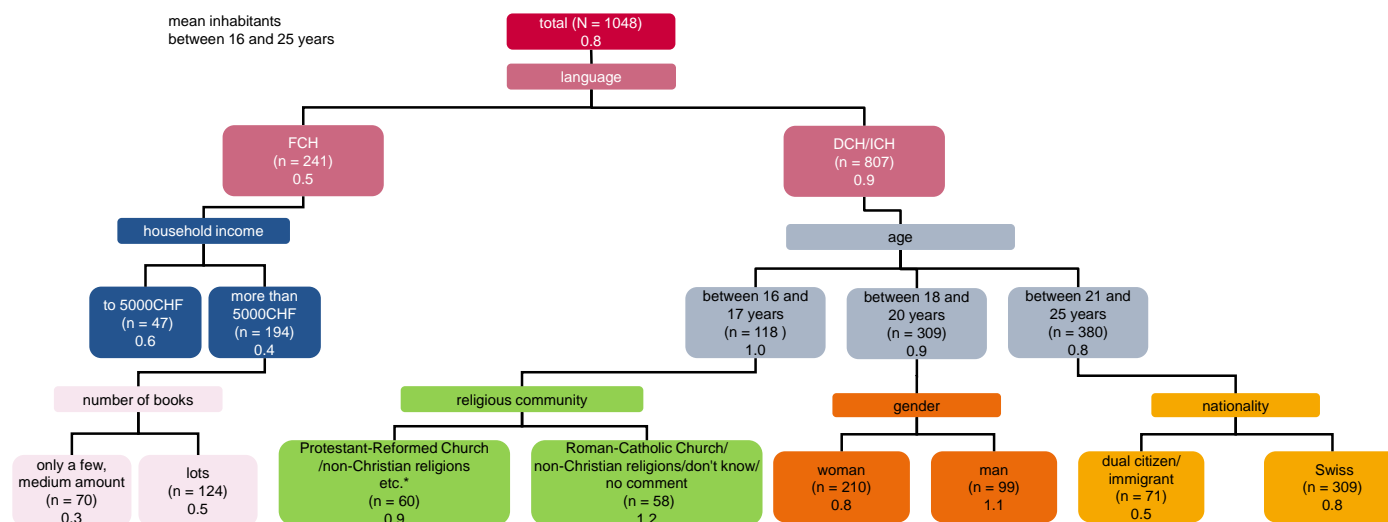 mean inhabitants
between 16 and 25 years
total (N = 1048)
0.8
language
FCH
(n = 241)
0.5
DCH/ICH
(n = 807)
0.9
household income
age
to 5000CHF
(n = 47)
0.6
more than
5000CHF
(n = 194)
0.4
between 16 and
17 years
(n = 118 )
1.0
between 18 and
20 years
(n = 309)
0.9
between 21 and
25 years
(n = 380)
0.8
number of books
religious community
gender
nationality
only a few,
medium amount
(n = 70)
0.3
lots
(n = 124)
0.5
Protestant-Reformed Church
/non-Christian religions
etc.*
(n = 60)
0.9
Roman-Catholic Church/
non-Christian religions/don't know/
no comment
(n = 58)
1.2
woman
(n = 210)
0.8
man
(n = 99)
1.1
dual citizen/
immigrant
(n = 71)
0.5
Swiss
(n = 309)
0.8